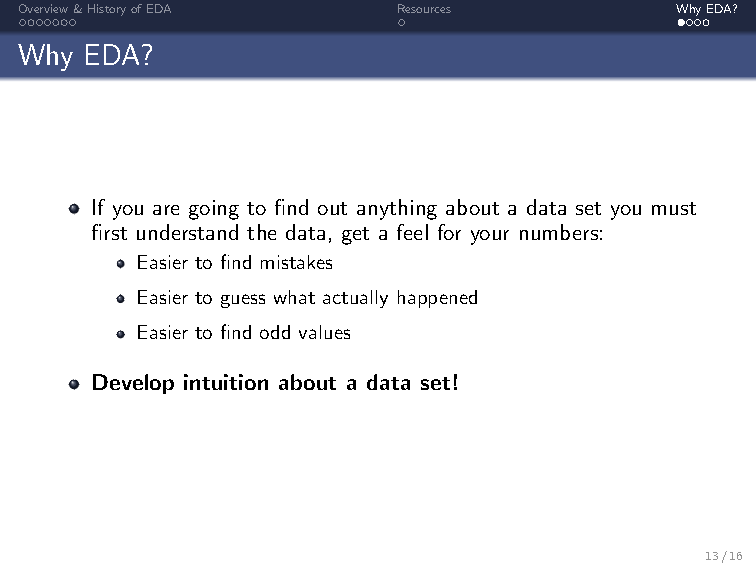 Overview & History of EDA
Resources
Why EDA?
Why EDA?
If you are going to find out anything about a data set you must
first understand the data, get a feel for your numbers:
Easier to find mistakes
Easier to guess what actually happened
Easier to find odd values
Develop intuition about a data set!
13 / 16